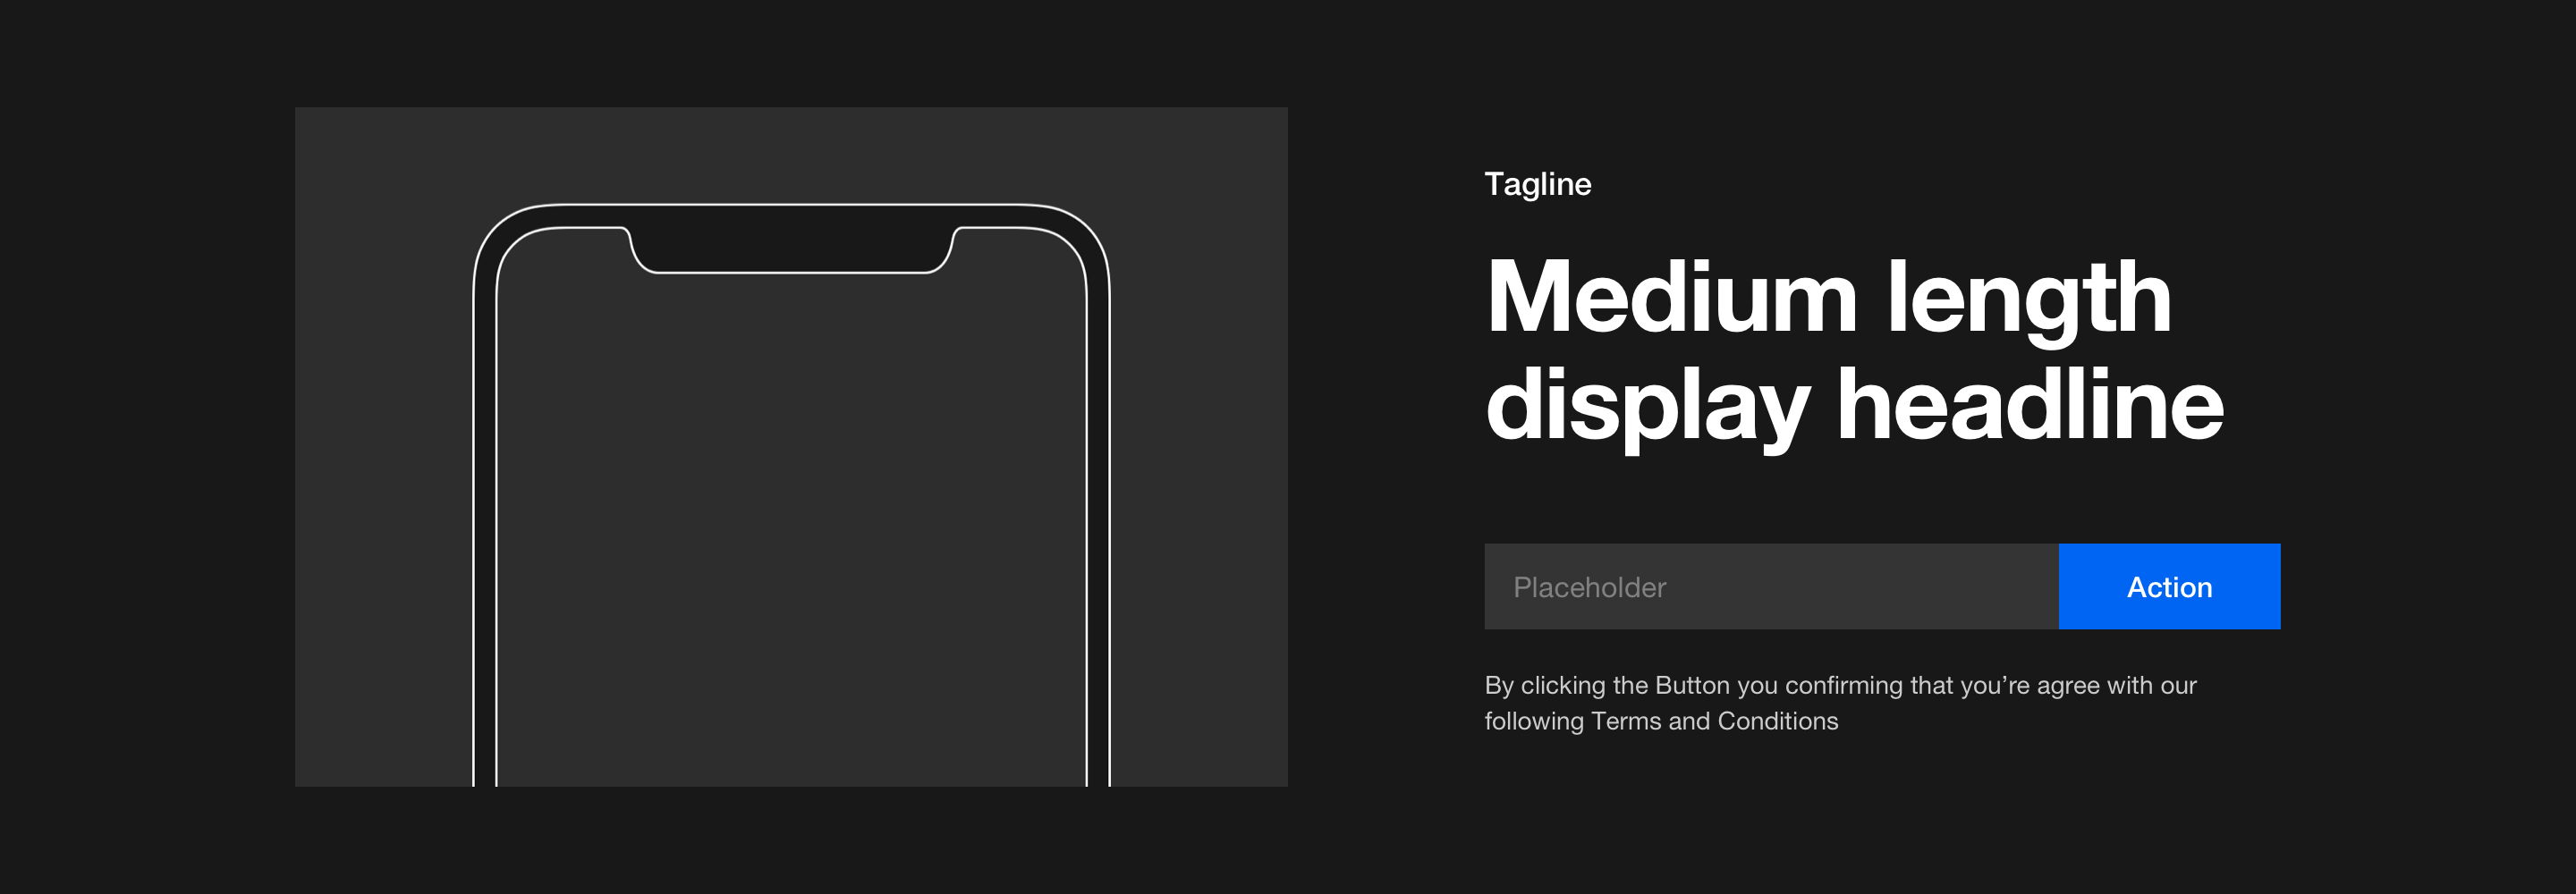 Tagline
Medium length
display headline
Placeholder
Action
By clicking the Button you confirming that you’re agree with our
following Terms and Conditions